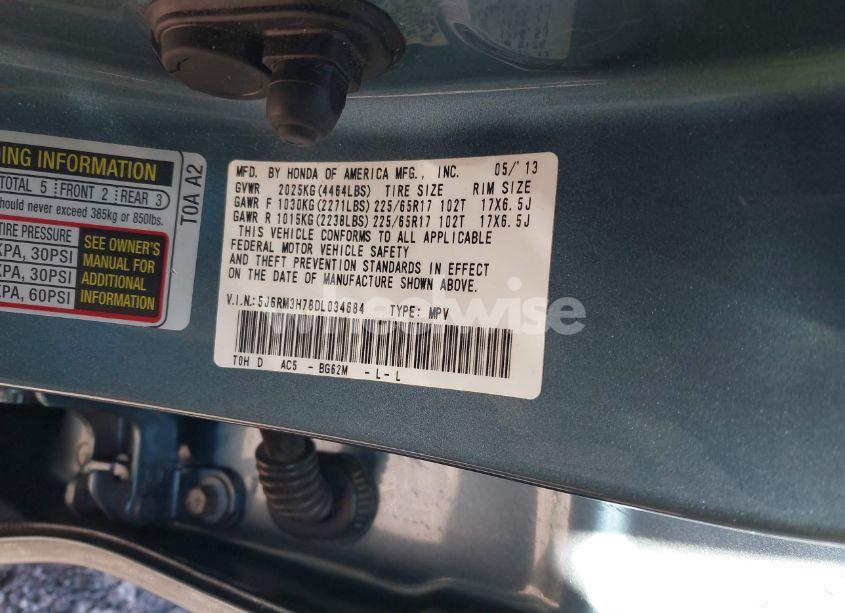 DING INFORMATION
TOTAL 5 FRONT 2 REAR 3
should never exceed 385kg or 850lbs.
TIRE PRESSURE
KPA, 30PSI
KPA, 30PSI
KPA, 60PSI
SEE OWNER'S
MANUAL FOR
ADDITIONAL
INFORMATION
T0A A2
MFD. BY HONDA OF AMERICA MFG., INC. 05/'13
GVWR 2025KG(4464LBS) TIRE SIZE RIM SIZE
GAWR F 1030KG(2271LBS) 225/65R17 102T 17X6.5J
GAWR R 1015KG(2238LBS) 225/65R17 102T 17X6.5J
THIS VEHICLE CONFORMS TO ALL APPLICABLE
FEDERAL MOTOR VEHICLE SAFETY
AND THEFT PREVENTION STANDARDS IN EFFECT
ON THE DATE OF MANUFACTURE SHOWN ABOVE.
V.I.N.: 5J6RM3H78DL034684 TYPE: MPV
T0H D AC5 - BG62M - L - L